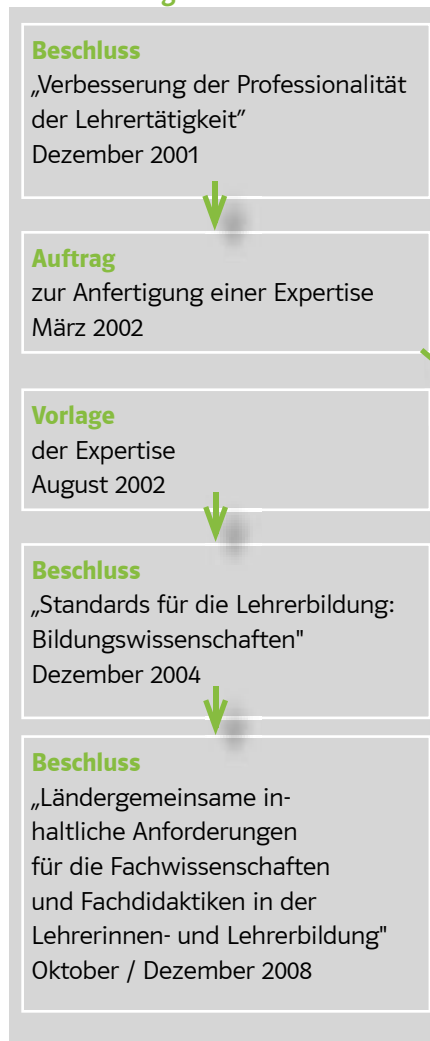 Beschluss
„Verbesserung der Professionalität
der Lehrertätigkeit”
Dezember 2001
Auftrag
zur Anfertigung einer Expertise
März 2002
Vorlage
der Expertise
August 2002
Beschluss
„Standards für die Lehrerbildung:
Bildungswissenschaften"
Dezember 2004
Beschluss
„Ländergemeinsame in-
haltliche Anforderungen
für die Fachwissenschaften
und Fachdidaktiken in der
Lehrerinnen- und Lehrerbildung"
Oktober / Dezember 2008